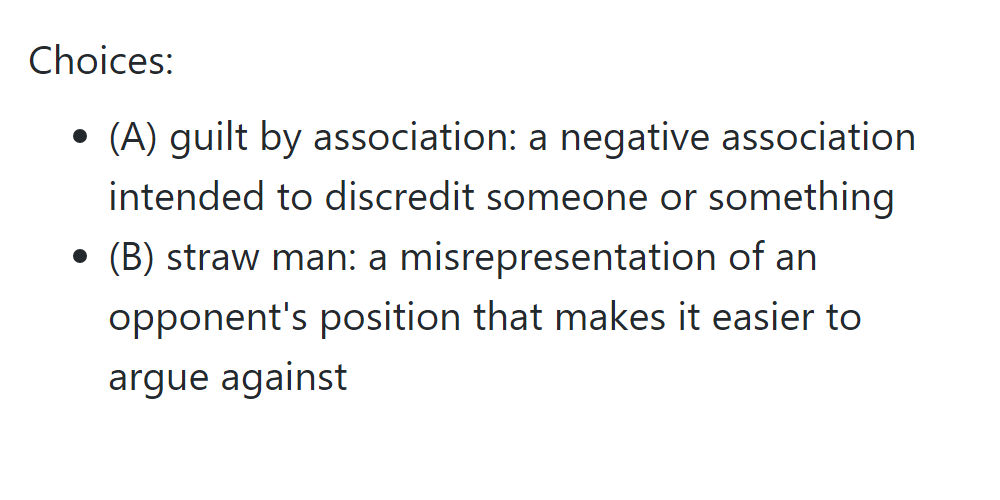 Choices:
• (A) guilt by association: a negative association
intended to discredit someone or something
• (B) straw man: a misrepresentation of an
opponent's position that makes it easier to
argue against